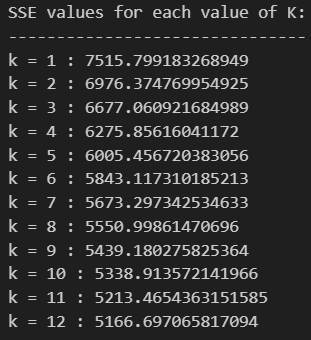 SSE values for each value of K:
-------------------------------
k = 1 : 7515.799183268949
k = 2 : 6976.374769954925
k = 3 : 6677.060921684989
k = 4 : 6275.85616041172
k = 5 : 6005.456720383056
k = 6 : 5843.117310185213
k = 7 : 5673.297342534633
k = 8 : 5550.99861470696
k = 9 : 5439.180275825364
k = 10 : 5338.913572141966
k = 11 : 5213.4654363151585
k = 12 : 5166.697065817094